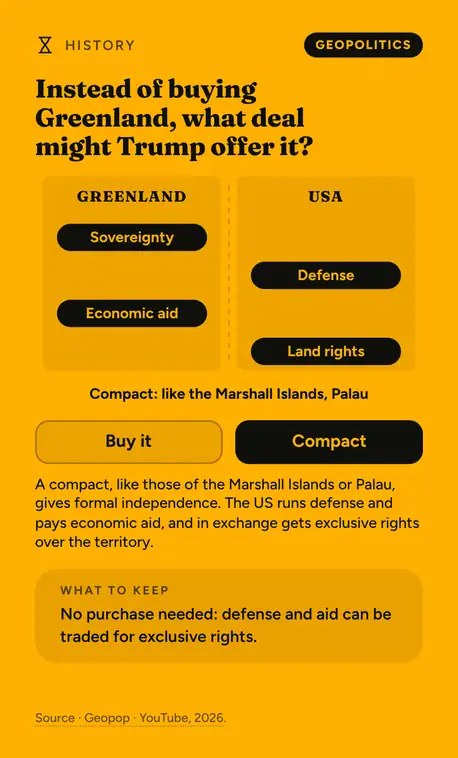 HISTORY
GEOPOLITICS
Instead of buying
Greenland, what deal
might Trump offer it?
GREENLAND
USA
Sovereignty
Defense
Economic aid
Land rights
Compact: like the Marshall Islands, Palau
Buy it
Compact
A compact, like those of the Marshall Islands or Palau,
gives formal independence. The US runs defense and
pays economic aid, and in exchange gets exclusive rights
over the territory.
WHAT TO KEEP
No purchase needed: defense and aid can be
traded for exclusive rights.
Source · Geopop · YouTube, 2026.